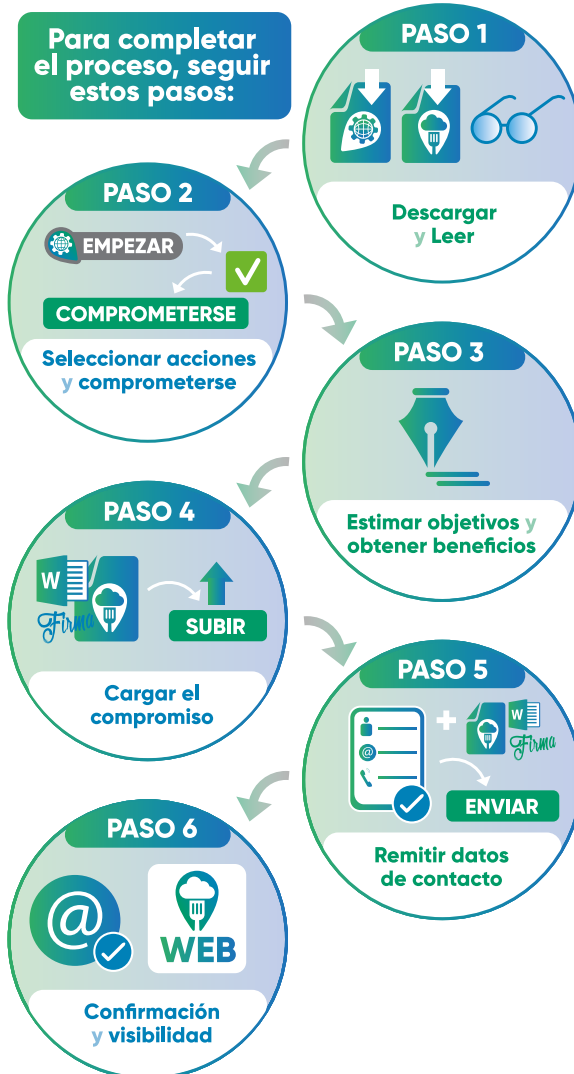 Para completar
el proceso, seguir
estos pasos:
PASO 1
Descargar
y Leer
PASO 2
EMPEZAR
COMPROMETERSE
Seleccionar acciones
y comprometerse
PASO 3
Estimar objetivos y
obtener beneficios
PASO 4
W
Firma
SUBIR
Cargar el
compromiso
PASO 5
@
+
W
Firma
ENVIAR
Remitir datos
de contacto
PASO 6
@
WEB
Confirmación
y visibilidad